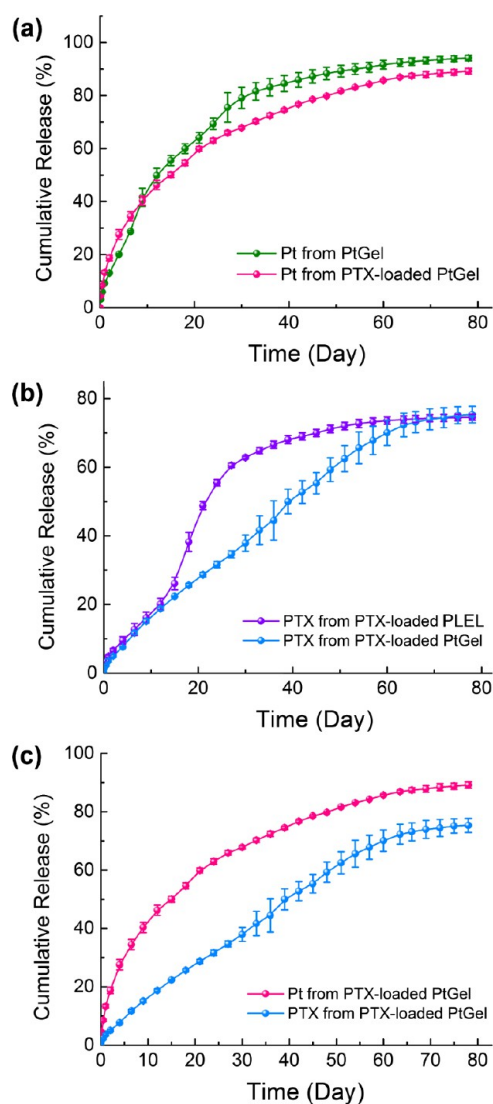 (a)
100
80
60
40
20
0
Cumulative Release (%)
Pt from PtGel
Pt from PTX-loaded PtGel
0 20 40 60 80
Time (Day)
(b)
80
60
40
20
0
Cumulative Release (%)
PTX from PTX-loaded PLEL
PTX from PTX-loaded PtGel
0 20 40 60 80
Time (Day)
(c)
100
80
60
40
20
0
Cumulative Release (%)
Pt from PTX-loaded PtGel
PTX from PTX-loaded PtGel
0 10 20 30 40 50 60 70 80
Time (Day)